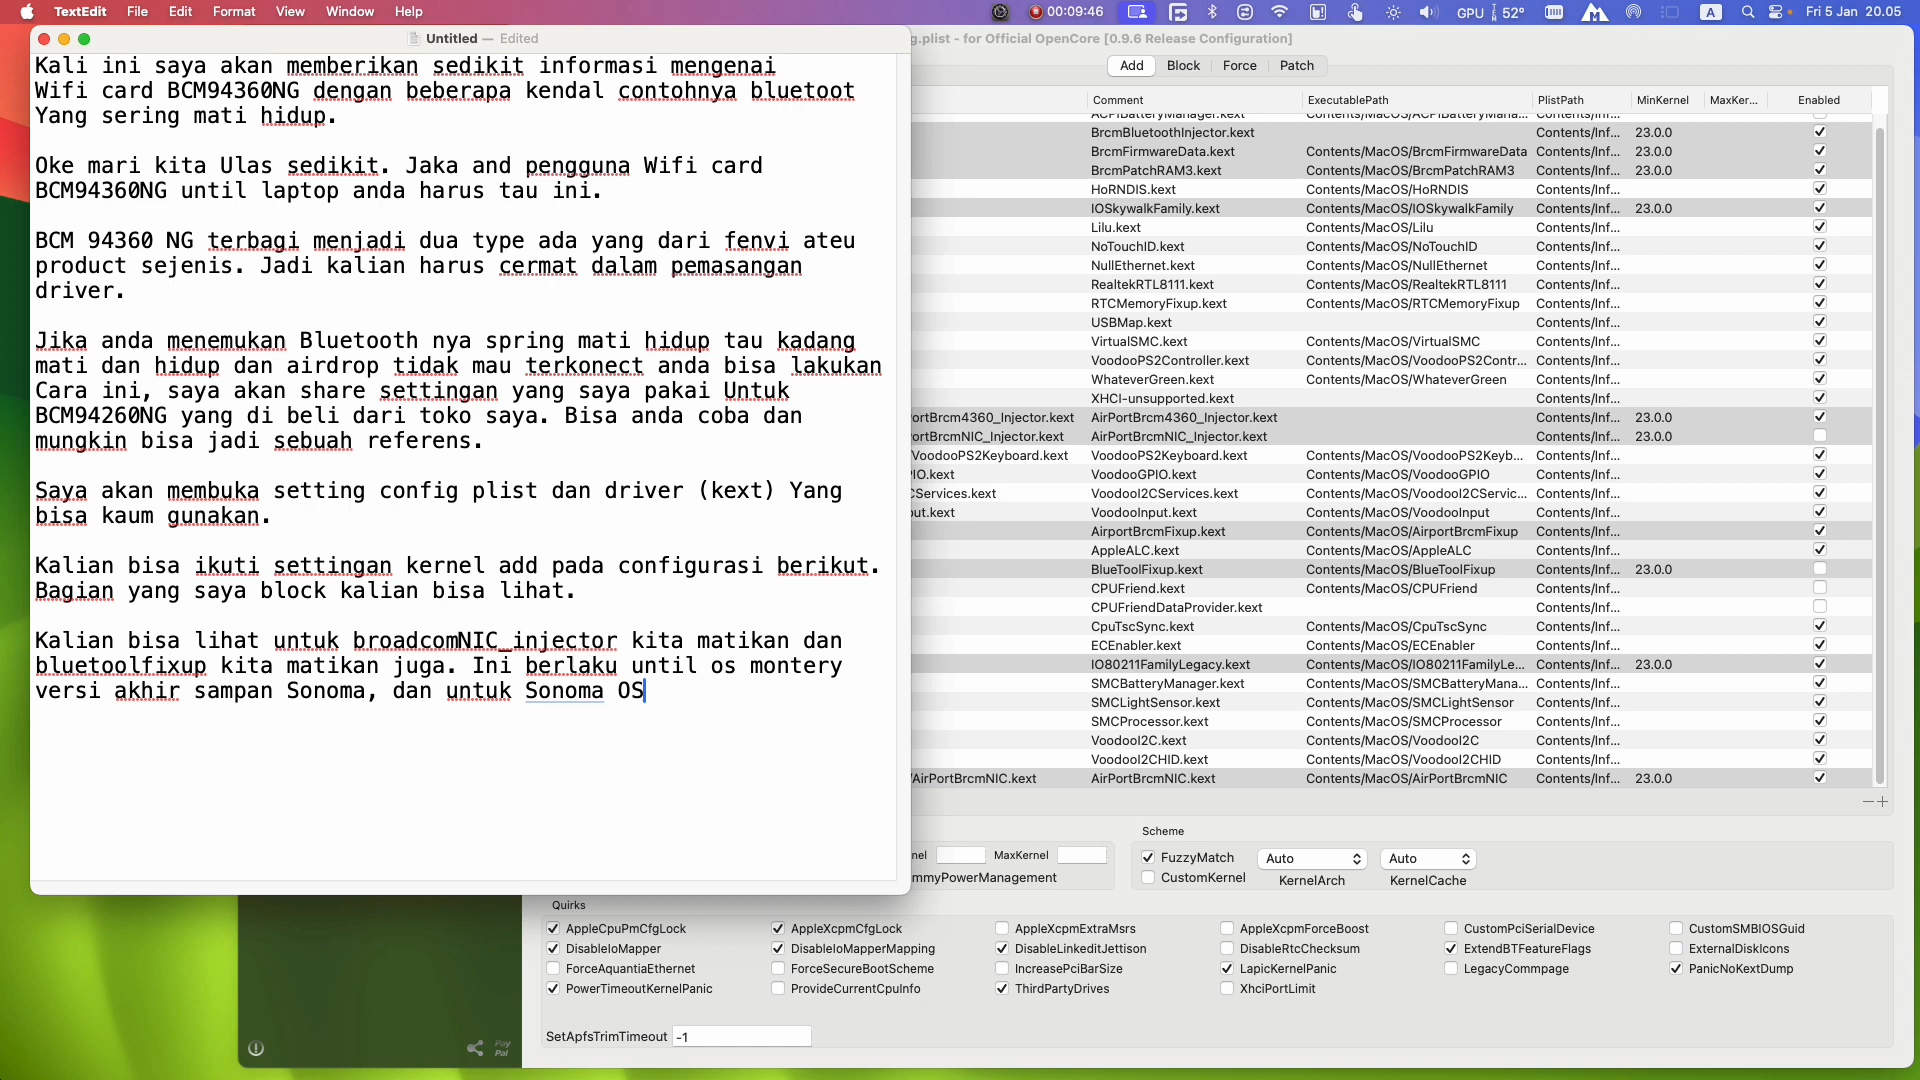 TextEdit File Edit Format View Window Help 00:09:46 GPU 52° A Fri 5 Jan 20.05
Untitled — Edited
Kali ini saya akan memberikan sedikit informasi mengenai
Wifi card BCM94360NG dengan beberapa kendal contohnya bluetoot
Yang sering mati hidup.
Oke mari kita Ulas sedikit. Jaka and pengguna Wifi card
BCM94360NG until laptop anda harus tau ini.
BCM 94360 NG terbagi menjadi dua type ada yang dari fenvi ateu
product sejenis. Jadi kalian harus cermat dalam pemasangan
driver.
Jika anda menemukan Bluetooth nya spring mati hidup tau kadang
mati dan hidup dan airdrop tidak mau terkonect anda bisa lakukan
Cara ini, saya akan share settingan yang saya pakai Untuk
BCM94260NG yang di beli dari toko saya. Bisa anda coba dan
mungkin bisa jadi sebuah referens.
Saya akan membuka setting config plist dan driver (kext) Yang
bisa kaum gunakan.
Kalian bisa ikuti settingan kernel add pada configurasi berikut.
Bagian yang saya block kalian bisa lihat.
Kalian bisa lihat untuk broadcomNIC_injector kita matikan dan
bluetoolfixup kita matikan juga. Ini berlaku until os montery
versi akhir sampan Sonoma, dan untuk Sonoma OS
g.plist - for Official OpenCore [0.9.6 Release Configuration]
Add Block Force Patch
Comment ExecutablePath PlistPath MinKernel MaxKer... Enabled
ACPIBatteryManager.kext Contents/MacOS/ACPIBatteryMana... Contents/Inf...
BrcmBluetoothInjector.kext Contents/Inf... 23.0.0
BrcmFirmwareData.kext Contents/MacOS/BrcmFirmwareData Contents/Inf... 23.0.0
BrcmPatchRAM3.kext Contents/MacOS/BrcmPatchRAM3 Contents/Inf... 23.0.0
HoRNDIS.kext Contents/MacOS/HoRNDIS Contents/Inf...
IOSkywalkFamily.kext Contents/MacOS/IOSkywalkFamily Contents/Inf... 23.0.0
Lilu.kext Contents/MacOS/Lilu Contents/Inf...
NoTouchID.kext Contents/MacOS/NoTouchID Contents/Inf...
NullEthernet.kext Contents/MacOS/NullEthernet Contents/Inf...
RealtekRTL8111.kext Contents/MacOS/RealtekRTL8111 Contents/Inf...
RTCMemoryFixup.kext Contents/MacOS/RTCMemoryFixup Contents/Inf...
USBMap.kext Contents/Inf...
VirtualSMC.kext Contents/MacOS/VirtualSMC Contents/Inf...
VoodooPS2Controller.kext Contents/MacOS/VoodooPS2Contr... Contents/Inf...
WhateverGreen.kext Contents/MacOS/WhateverGreen Contents/Inf...
XHCI-unsupported.kext Contents/Inf...
ortBrcm4360_Injector.kext AirPortBrcm4360_Injector.kext Contents/Inf... 23.0.0
ortBrcmNIC_Injector.kext AirPortBrcmNIC_Injector.kext Contents/Inf... 23.0.0
VoodooPS2Keyboard.kext VoodooPS2Keyboard.kext Contents/MacOS/VoodooPS2Keyb... Contents/Inf...
IO.kext VoodooGPIO.kext Contents/MacOS/VoodooGPIO Contents/Inf...
CServices.kext VoodooI2CServices.kext Contents/MacOS/VoodooI2CServic... Contents/Inf...
out.kext VoodooInput.kext Contents/MacOS/VoodooInput Contents/Inf...
AirportBrcmFixup.kext Contents/MacOS/AirportBrcmFixup Contents/Inf...
AppleALC.kext Contents/MacOS/AppleALC Contents/Inf...
BlueToolFixup.kext Contents/MacOS/BlueToolFixup Contents/Inf... 23.0.0
CPUFriend.kext Contents/MacOS/CPUFriend Contents/Inf...
CPUFriendDataProvider.kext Contents/Inf...
CpuTscSync.kext Contents/MacOS/CpuTscSync Contents/Inf...
ECEnabler.kext Contents/MacOS/ECEnabler Contents/Inf...
IO80211FamilyLegacy.kext Contents/MacOS/IO80211FamilyLe... Contents/Inf... 23.0.0
SMCBatteryManager.kext Contents/MacOS/SMCBatteryMana... Contents/Inf...
SMCLightSensor.kext Contents/MacOS/SMCLightSensor Contents/Inf...
SMCProcessor.kext Contents/MacOS/SMCProcessor Contents/Inf...
VoodooI2C.kext Contents/MacOS/VoodooI2C Contents/Inf...
VoodooI2CHID.kext Contents/MacOS/VoodooI2CHID Contents/Inf...
/AirPortBrcmNIC.kext AirPortBrcmNIC.kext Contents/MacOS/AirPortBrcmNIC Contents/Inf... 23.0.0
Scheme
nel MaxKernel FuzzyMatch Auto Auto
mmyPowerManagement CustomKernel KernelArch KernelCache
Quirks
AppleCpuPmCfgLock AppleXcpmCfgLock AppleXcpmExtraMsrs AppleXcpmForceBoost CustomPciSerialDevice CustomSMBIOSGuid
DisableIoMapper DisableIoMapperMapping DisableLinkeditJettison DisableRtcChecksum ExtendBTFeatureFlags ExternalDiskIcons
ForceAquantiaEthernet ForceSecureBootScheme IncreasePciBarSize LapicKernelPanic LegacyCommpage PanicNoKextDump
PowerTimeoutKernelPanic ProvideCurrentCpuInfo ThirdPartyDrives XhciPortLimit
SetApfsTrimTimeout -1
Pay
Pal